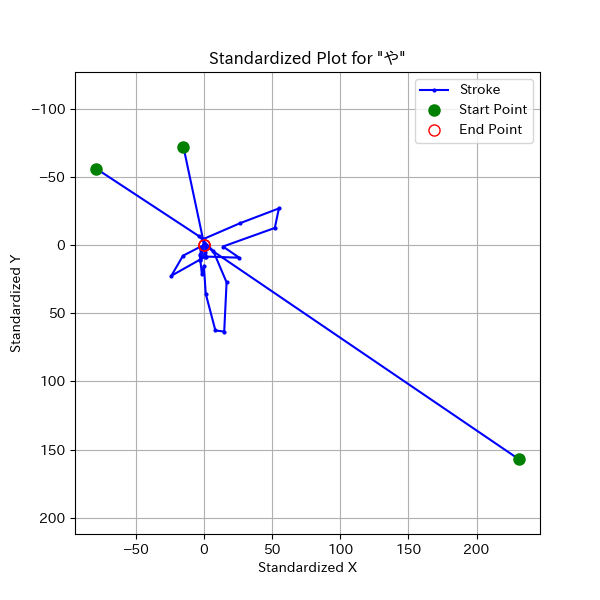 Standardized Plot for "や"
Stroke
Start Point
End Point
−100
−50
0
50
100
150
200
Standardized Y
−50
0
50
100
150
200
Standardized X